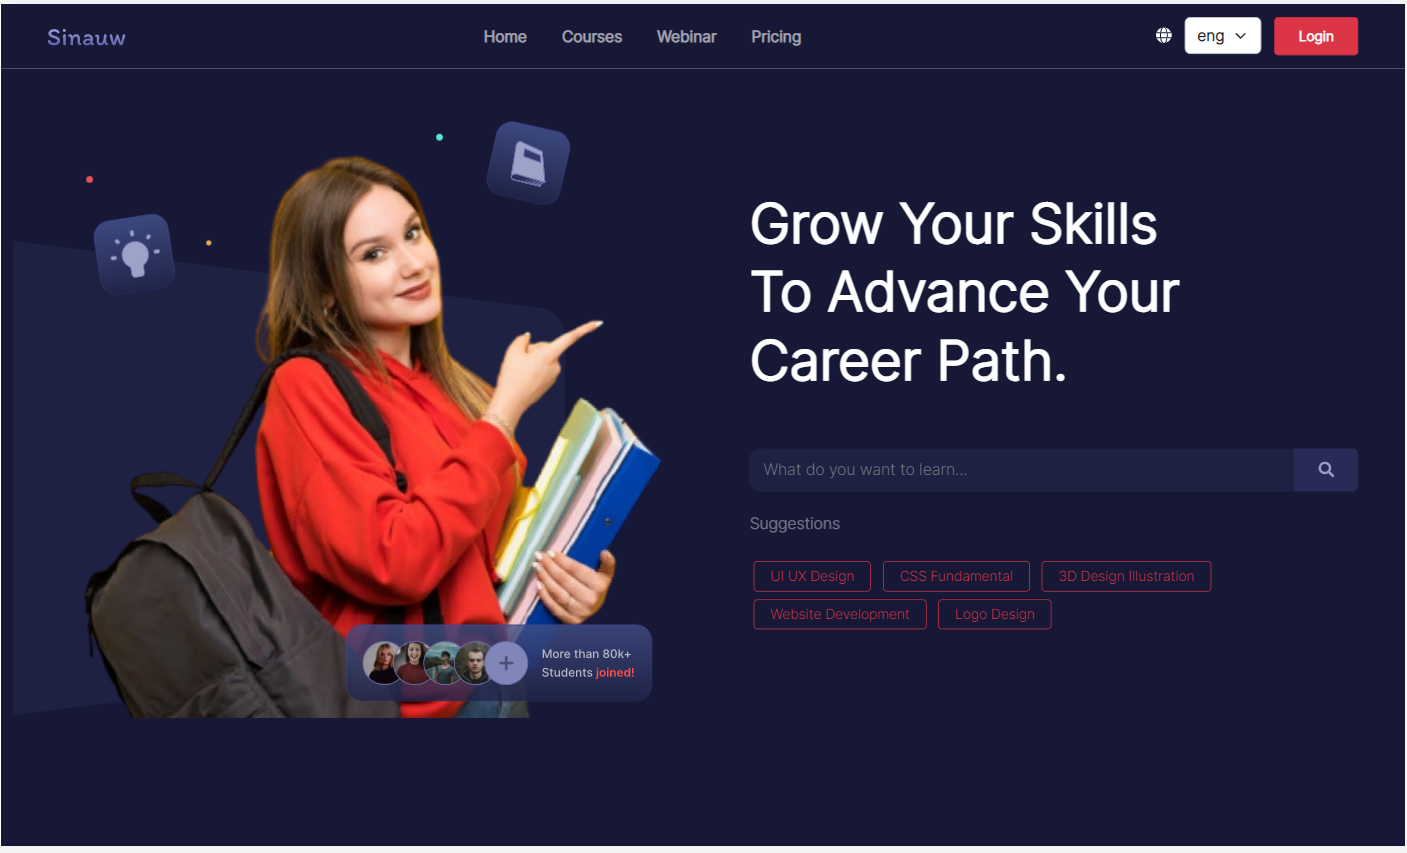 Sinauw
Home Courses Webinar Pricing
eng
Login
Grow Your Skills
To Advance Your
Career Path.
What do you want to learn...
Suggestions
UI UX Design CSS Fundamental 3D Design Illustration
Website Development Logo Design
More than 80k+
Students joined!